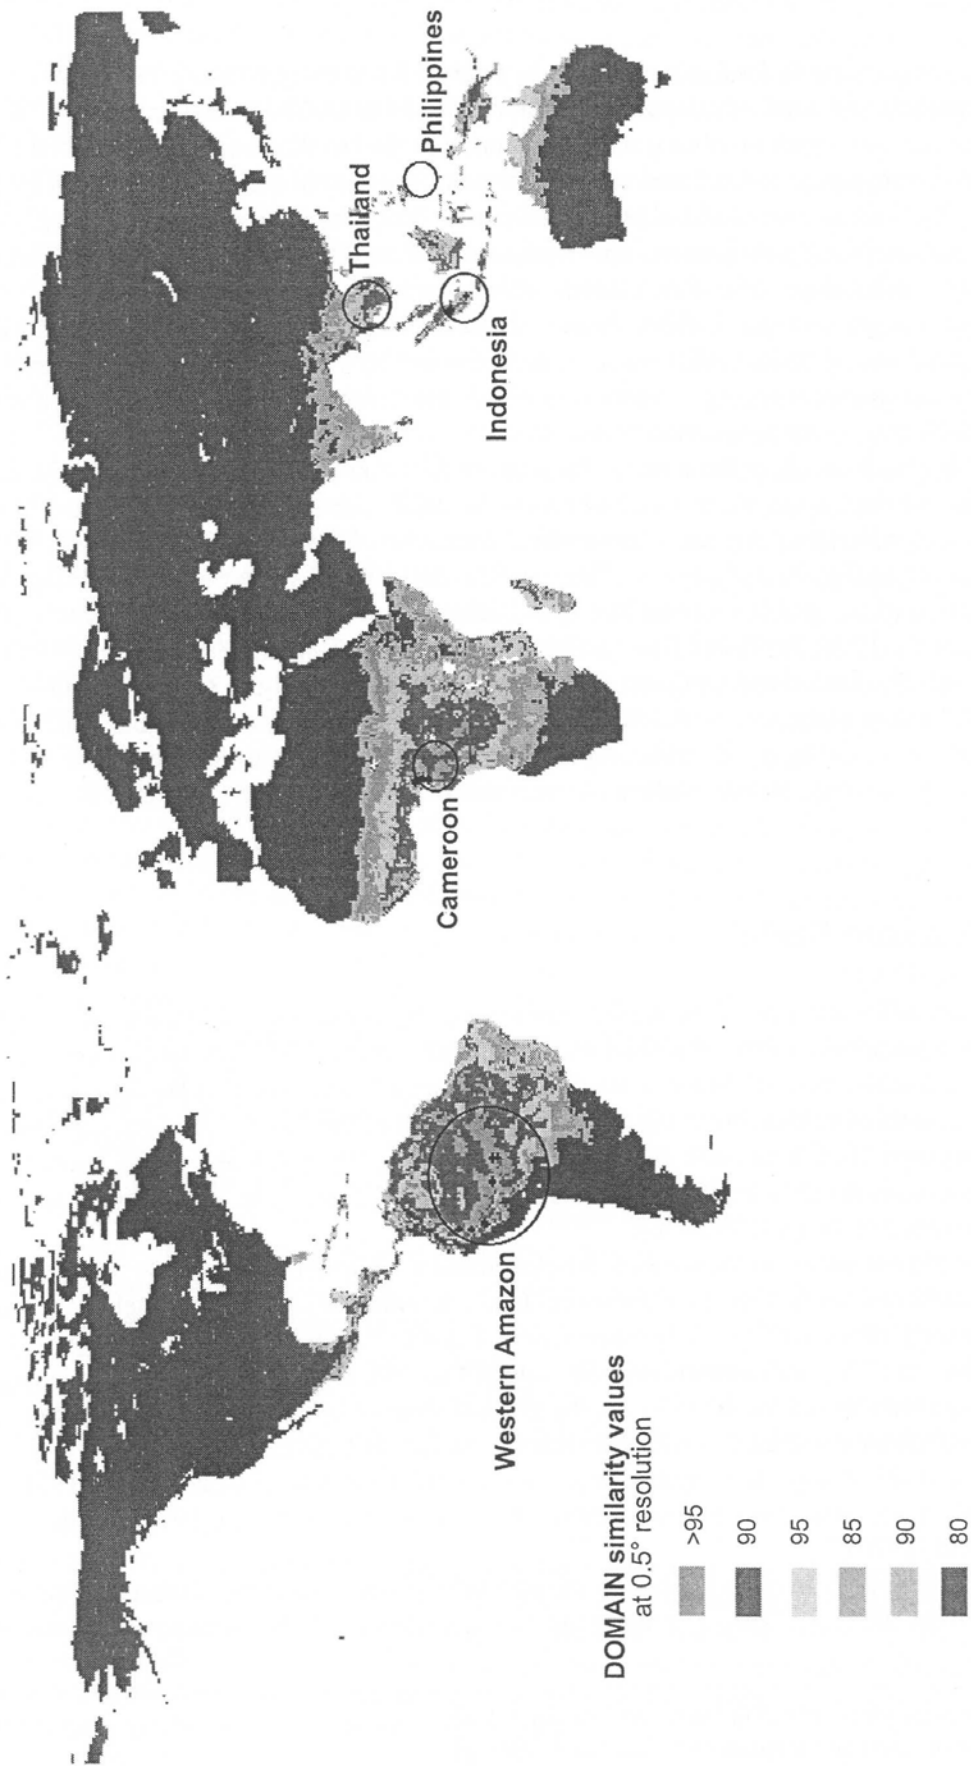 Philippines
Thailand
Indonesia
Cameroon
Western Amazon
DOMAIN similarity values
at 0.5° resolution
>95
90
95
85
90
80